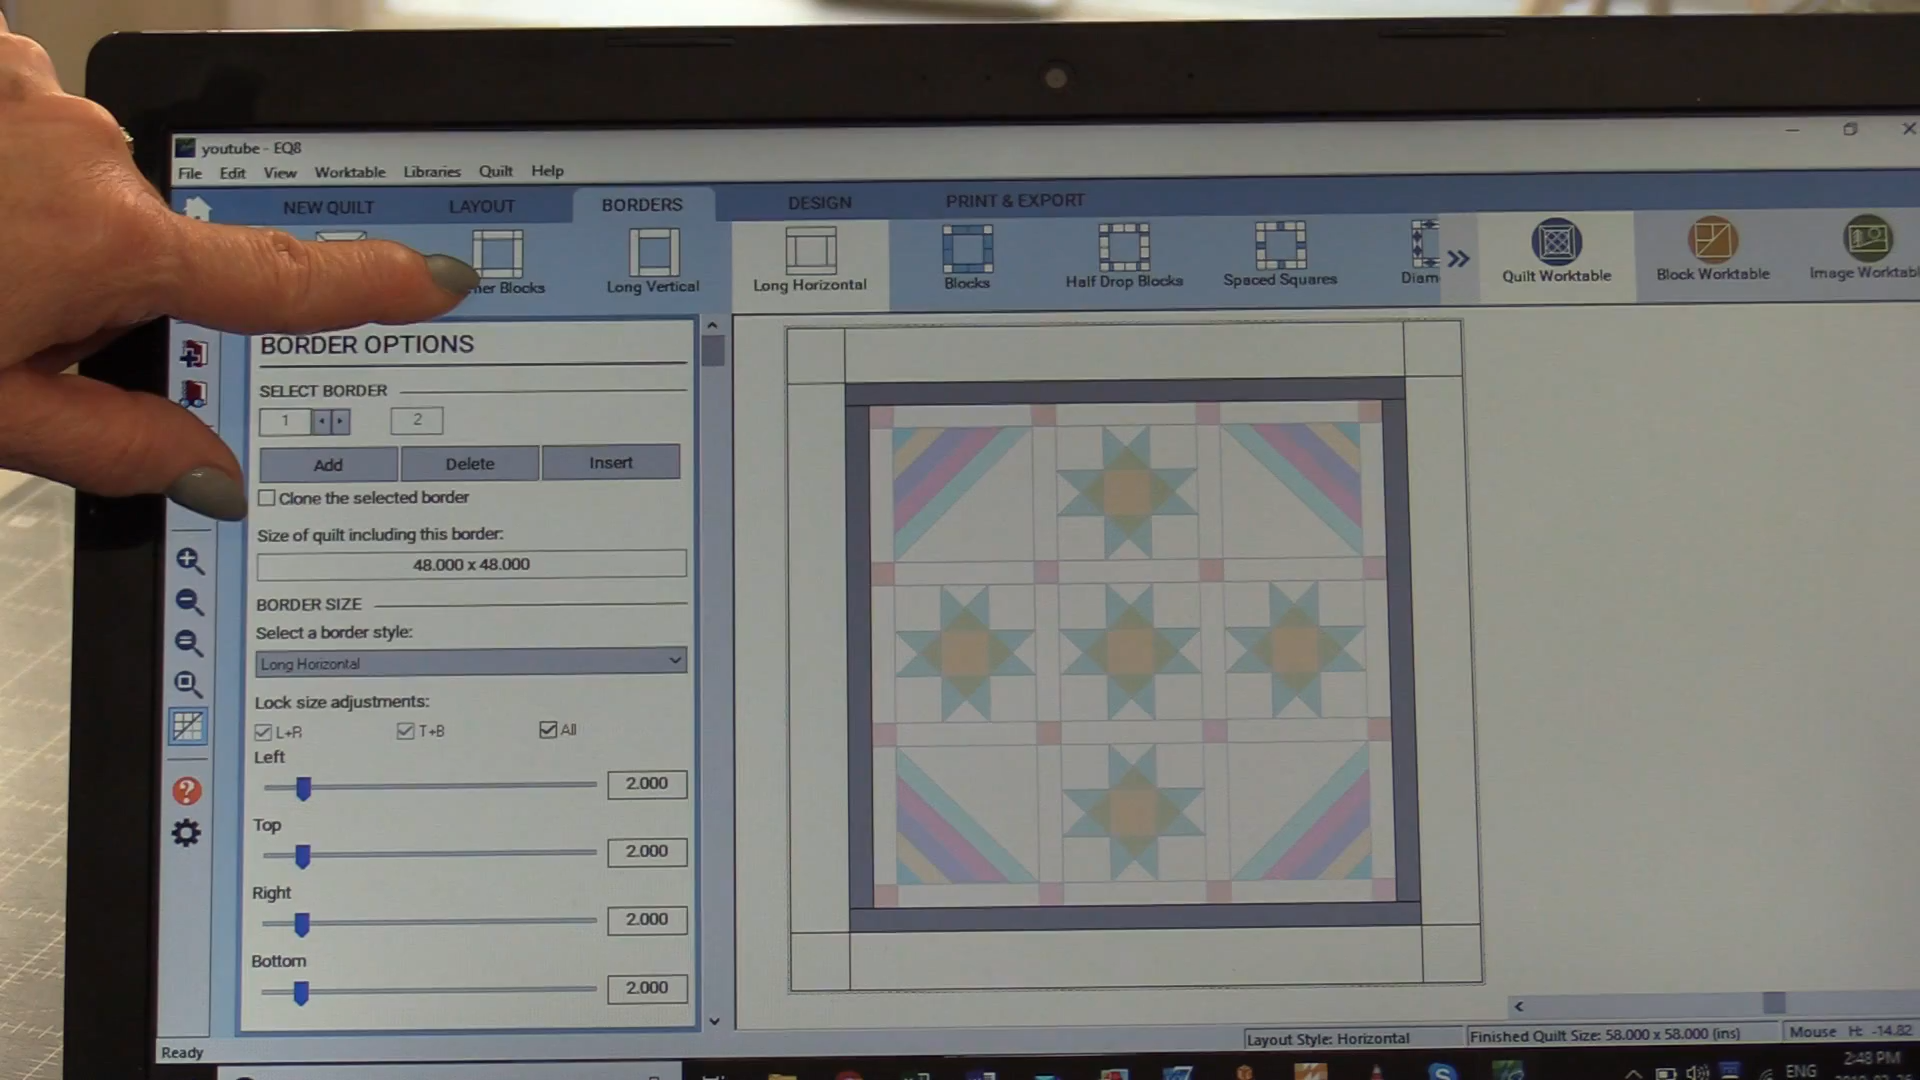 youtube - EQ8
File Edit View Worktable Libraries Quilt Help
NEW QUILT LAYOUT BORDERS DESIGN PRINT & EXPORT
Blocks Long Vertical Long Horizontal Blocks Half Drop Blocks Spaced Squares Quilt Worktable Block Worktable Image
BORDER OPTIONS
SELECT BORDER
1 2
Add Delete Insert
Clone the selected border
Size of quilt including this border:
48.000 x 48.000
BORDER SIZE
Select a border style:
Long Horizontal
Lock size adjustments:
L+R T+B All
Left
2.000
Top
2.000
Right
2.000
Bottom
2.000
Ready
Layout Style: Horizontal Finished Quilt Size: 58.000 x 58.000 (ins) Mouse H: -14.82
ENG 2:48 PM